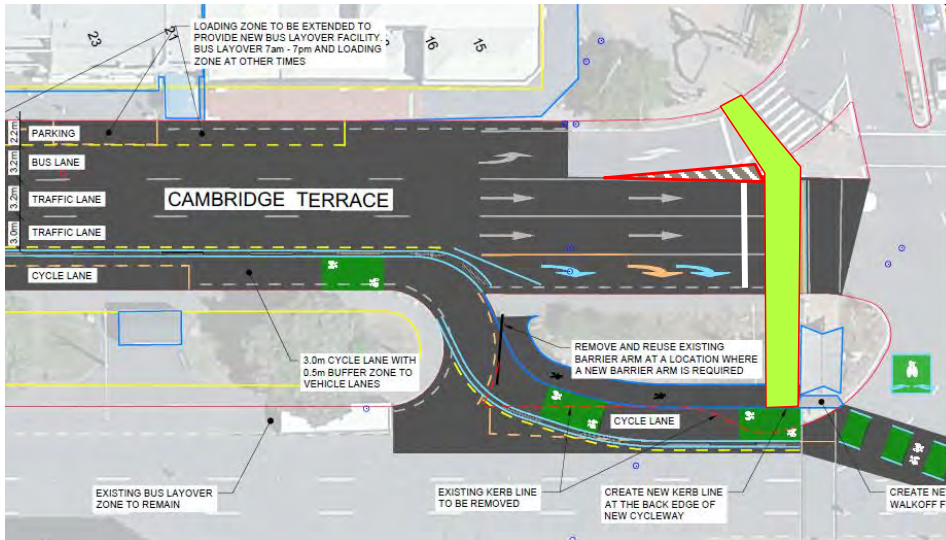 LOADING ZONE TO BE EXTENDED TO
PROVIDE NEW BUS LAYOVER FACILITY.
BUS LAYOVER 7am - 7pm AND LOADING
ZONE AT OTHER TIMES
23
21
16
15
2.2m
PARKING
3.2m
BUS LANE
3.2m
TRAFFIC LANE
CAMBRIDGE TERRACE
3.0m
TRAFFIC LANE
CYCLE LANE
3.0m CYCLE LANE WITH
0.5m BUFFER ZONE TO
VEHICLE LANES
REMOVE AND REUSE EXISTING
BARRIER ARM AT A LOCATION WHERE
A NEW BARRIER ARM IS REQUIRED
CYCLE LANE
EXISTING BUS LAYOVER
ZONE TO REMAIN
EXISTING KERB LINE
TO BE REMOVED
CREATE NEW KERB LINE
AT THE BACK EDGE OF
NEW CYCLEWAY
CREATE NE
WALKOFF F